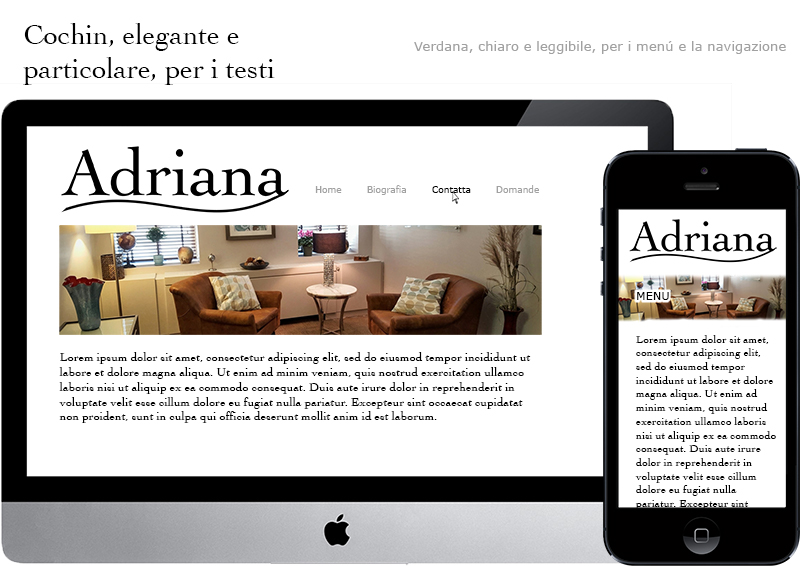 Cochin, elegante e
particolare, per i testi
Verdana, chiaro e leggibile, per i menú e la navigazione
Adriana
Home Biografia Contatta Domande
Lorem ipsum dolor sit amet, consectetur adipiscing elit, sed do eiusmod tempor incididunt ut
labore et dolore magna aliqua. Ut enim ad minim veniam, quis nostrud exercitation ullamco
laboris nisi ut aliquip ex ea commodo consequat. Duis aute irure dolor in reprehenderit in
voluptate velit esse cillum dolore eu fugiat nulla pariatur. Excepteur sint occaecat cupidatat
non proident, sunt in culpa qui officia deserunt mollit anim id est laborum.
Adriana
MENU
Lorem ipsum dolor sit amet,
consectetur adipiscing elit,
sed do eiusmod tempor
incididunt ut labore et dolore
magna aliqua. Ut enim ad
minim veniam, quis nostrud
exercitation ullamco laboris
nisi ut aliquip ex ea commodo
consequat. Duis aute irure
dolor in reprehenderit in
voluptate velit esse cillum
dolore eu fugiat nulla
pariatur. Excepteur sint